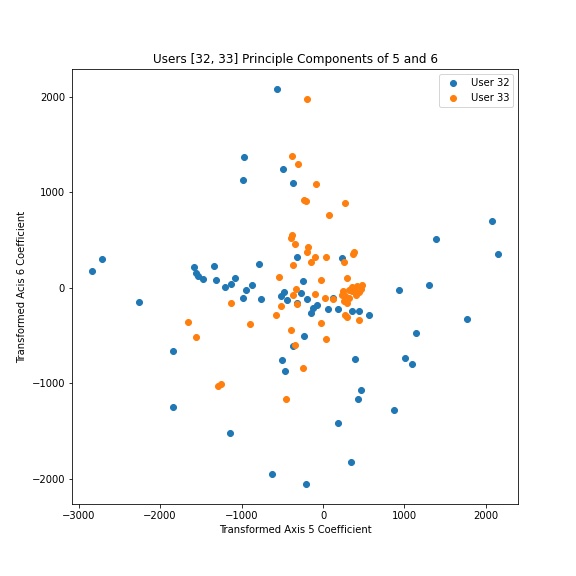 Users [32, 33] Principle Components of 5 and 6
User 32
User 33
Transformed Acis 6 Coefficient
2000
1000
0
−1000
−2000
−3000
−2000
−1000
0
1000
2000
Transformed Axis 5 Coefficient